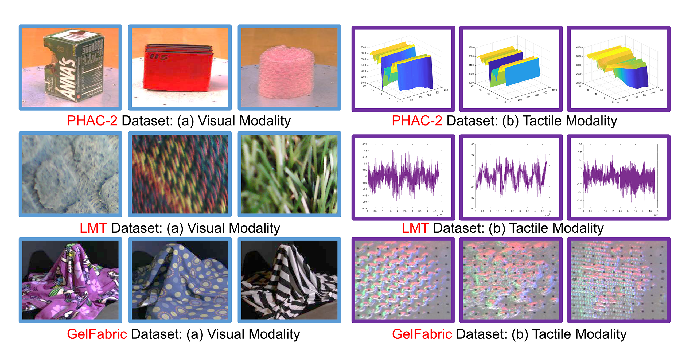 ANNA'S
PHAC-2 Dataset: (a) Visual Modality
PHAC-2 Dataset: (b) Tactile Modality
LMT Dataset: (a) Visual Modality
LMT Dataset: (b) Tactile Modality
GelFabric Dataset: (a) Visual Modality
GelFabric Dataset: (b) Tactile Modality